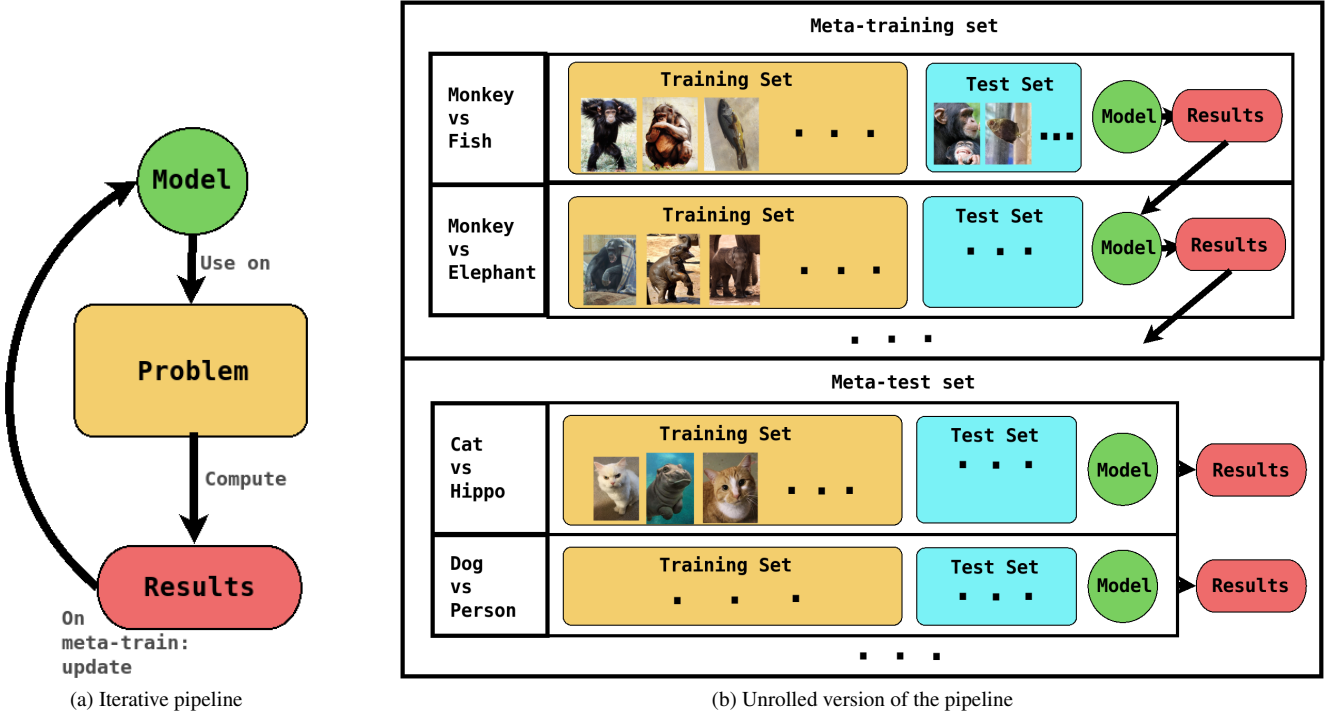 Model
Use on
Problem
Compute
Results
On
meta-train:
update
(a) Iterative pipeline
Meta-training set
Monkey
vs
Fish
Training Set
Test Set
Model
Results
Monkey
vs
Elephant
Training Set
Test Set
Model
Results
Meta-test set
Cat
vs
Hippo
Training Set
Test Set
Model
Results
Dog
vs
Person
Training Set
Test Set
Model
Results
(b) Unrolled version of the pipeline